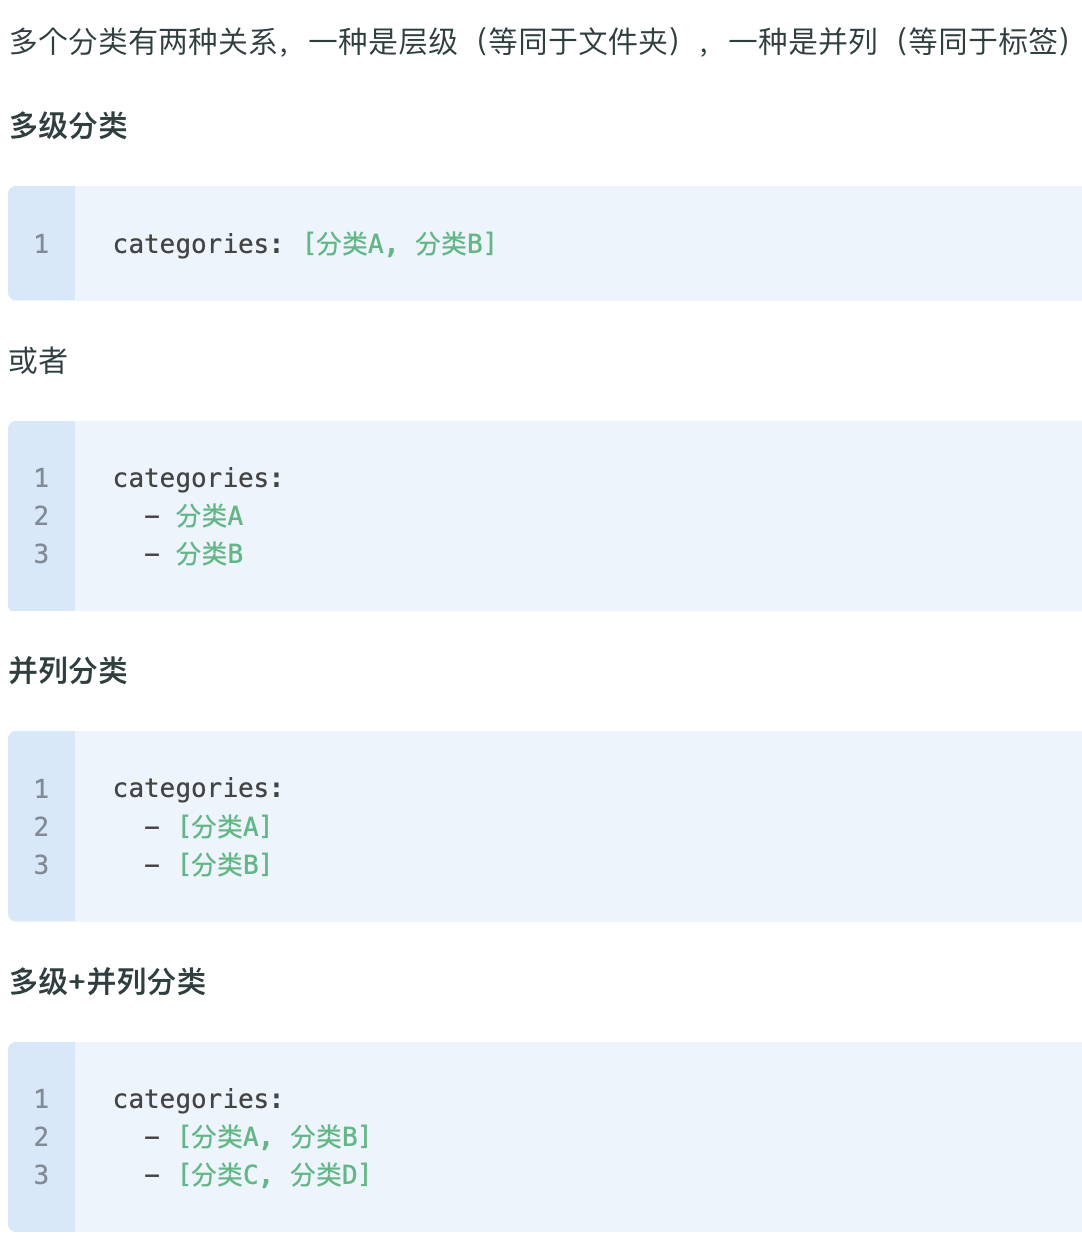 多个分类有两种关系，一种是层级（等同于文件夹），一种是并列（等同于标签）
多级分类
1 categories: [分类A, 分类B]
或者
1 categories:
2   - 分类A
3   - 分类B
并列分类
1 categories:
2   - [分类A]
3   - [分类B]
多级+并列分类
1 categories:
2   - [分类A, 分类B]
3   - [分类C, 分类D]